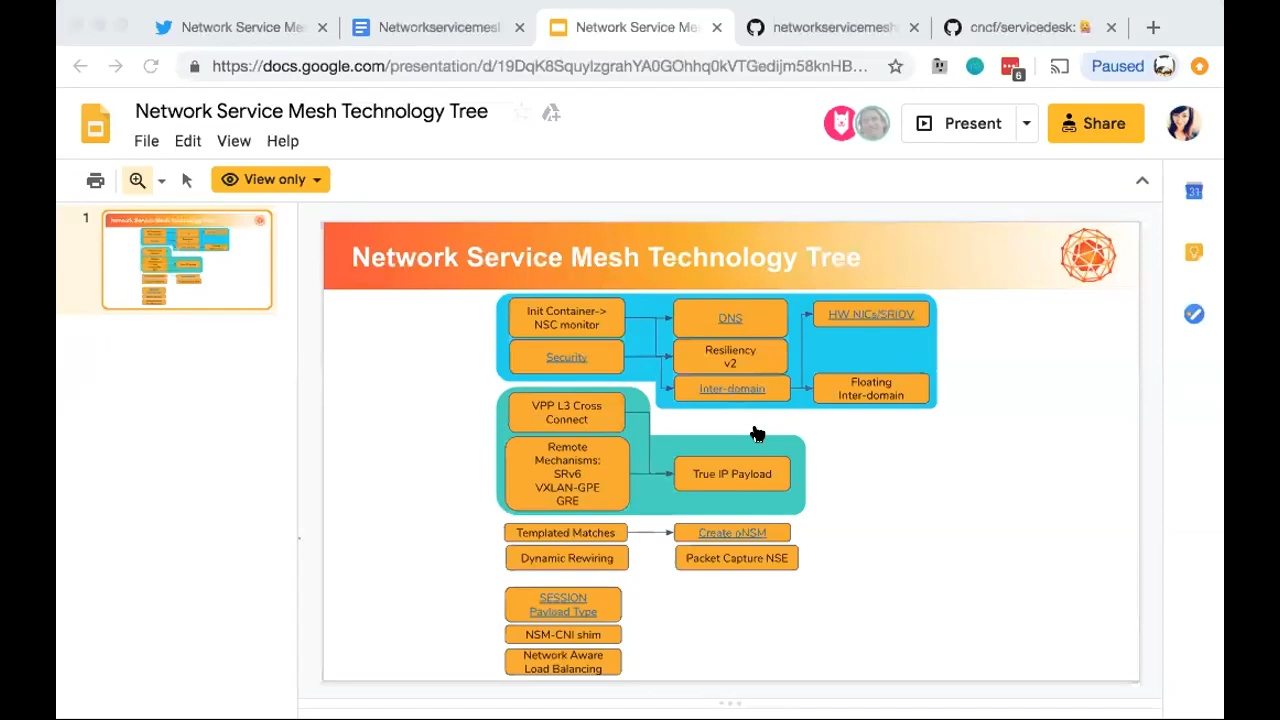 Network Service Me
Networkservicemesl
Network Service Me
networkservicemesh
cncf/servicedesk:
https://docs.google.com/presentation/d/19DqK8SquylzgrahYA0GOhhq0kVTGedijm58knHB...
6
Paused
Network Service Mesh Technology Tree
File Edit View Help
Present
Share
View only
31
1
Network Service Mesh Technology Tree
Init Container->
NSC monitor
DNS
HW NICs/SRIOV
Security
Resiliency
v2
Inter-domain
Floating
Inter-domain
VPP L3 Cross
Connect
Remote
Mechanisms:
SRv6
VXLAN-GPE
GRE
True IP Payload
Templated Matches
Create pNSM
Dynamic Rewiring
Packet Capture NSE
SESSION
Payload Type
NSM-CNI shim
Network Aware
Load Balancing